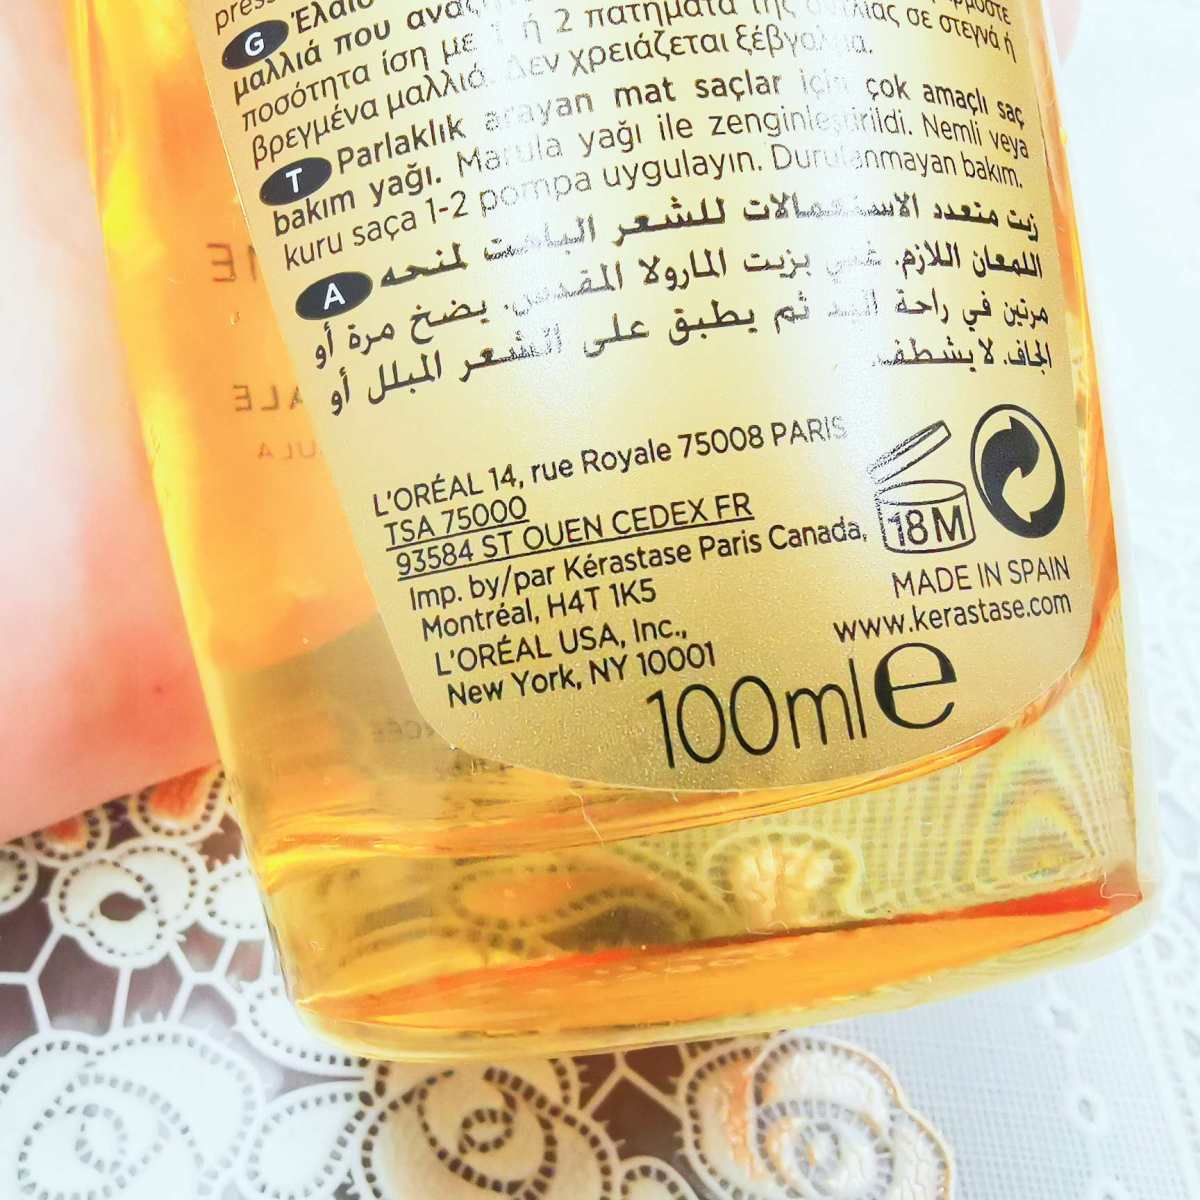 press
G Έλαιο
μαλλιά που
ποσότητα ίση με 1 ή 2 πατήματα της αντλίας σε στεγνά ή
βρεγμένα μαλλιά. Δεν χρειάζεται ξέβγαλμα.
T Parlaklık arayan mat saçlar için çok amaçlı saç
bakım yağı. Marula yağı ile zenginleştirildi. Nemli veya
kuru saça 1-2 pompa uygulayın. Durulanmayan bakım.
A زيت متعدد الاستعمالات للشعر الباهت لمنحه
اللمعان اللازم. غني بزيت المارولا المقدس. يضخ مرة أو
مرتين في راحة اليد ثم يطبق على الشعر المبلل أو
الجاف. لا يشطف.
L'ORÉAL 14, rue Royale 75008 PARIS
TSA 75000
93584 ST OUEN CEDEX FR
Imp. by/par Kérastase Paris Canada,
Montréal, H4T 1K5
L'ORÉAL USA, Inc.,
New York, NY 10001
18M
MADE IN SPAIN
www.kerastase.com
100ml e